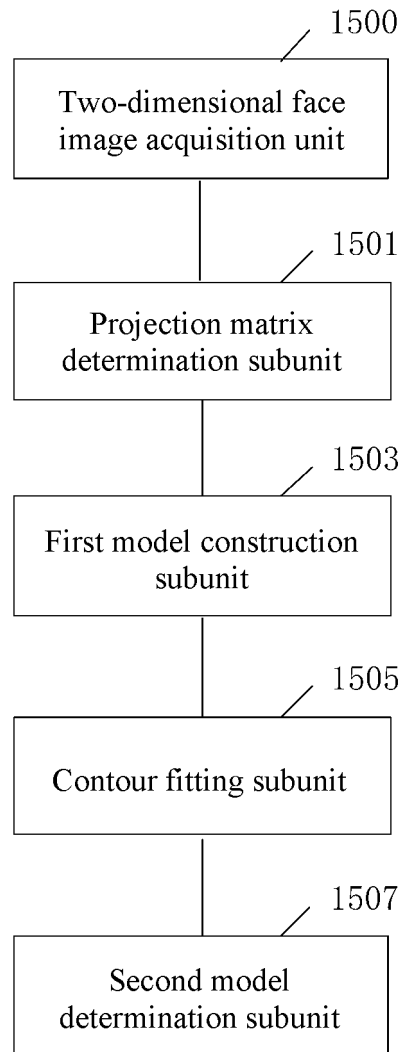 1500
Two-dimensional face
image acquisition unit
1501
Projection matrix
determination subunit
1503
First model construction
subunit
1505
Contour fitting subunit
1507
Second model
determination subunit